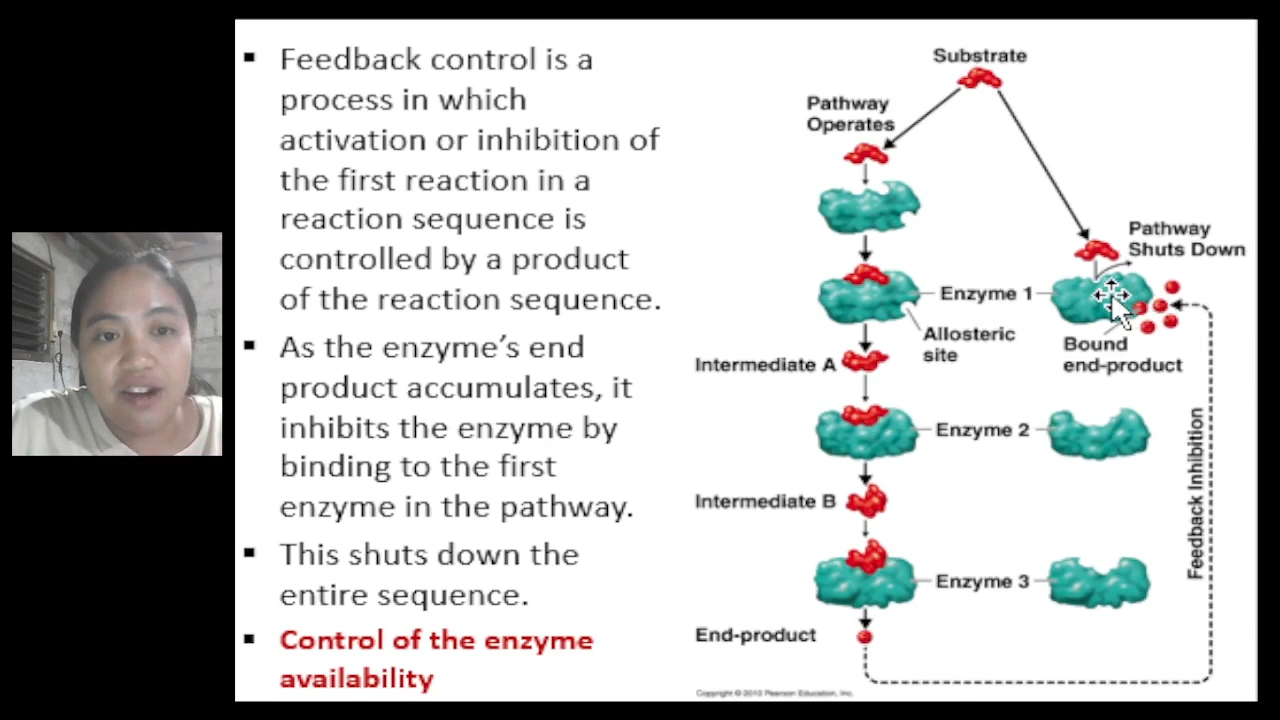 Feedback control is a
process in which
activation or inhibition of
the first reaction in a
reaction sequence is
controlled by a product
of the reaction sequence.
As the enzyme's end
product accumulates, it
inhibits the enzyme by
binding to the first
enzyme in the pathway.
This shuts down the
entire sequence.
Control of the enzyme
availability
Substrate
Pathway
Operates
Pathway
Shuts Down
Enzyme 1
Allosteric
site
Bound
end-product
Intermediate A
Enzyme 2
Intermediate B
Feedback Inhibition
Enzyme 3
End-product
Copyright © 2010 Pearson Education, Inc.